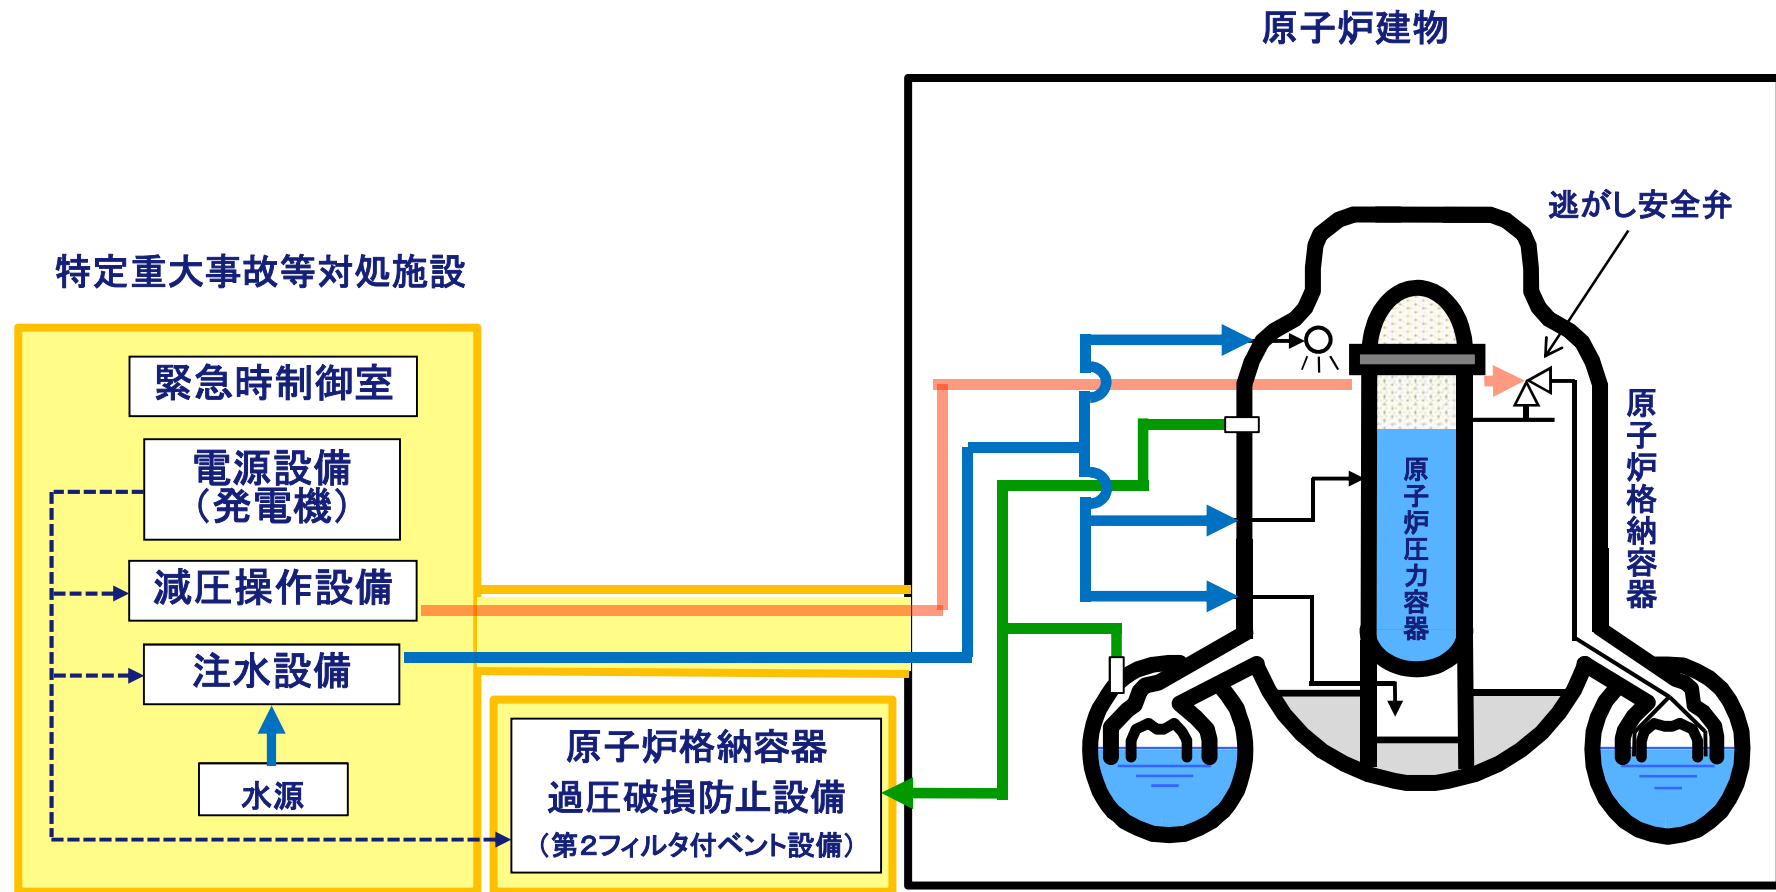 原子炉建物
逃がし安全弁
特定重大事故等対処施設
緊急時制御室
電源設備
（発電機）
減圧操作設備
注水設備
水源
原子炉格納容器
過圧破損防止設備
（第2フィルタ付ベント設備）
原子炉圧力容器
原子炉格納容器